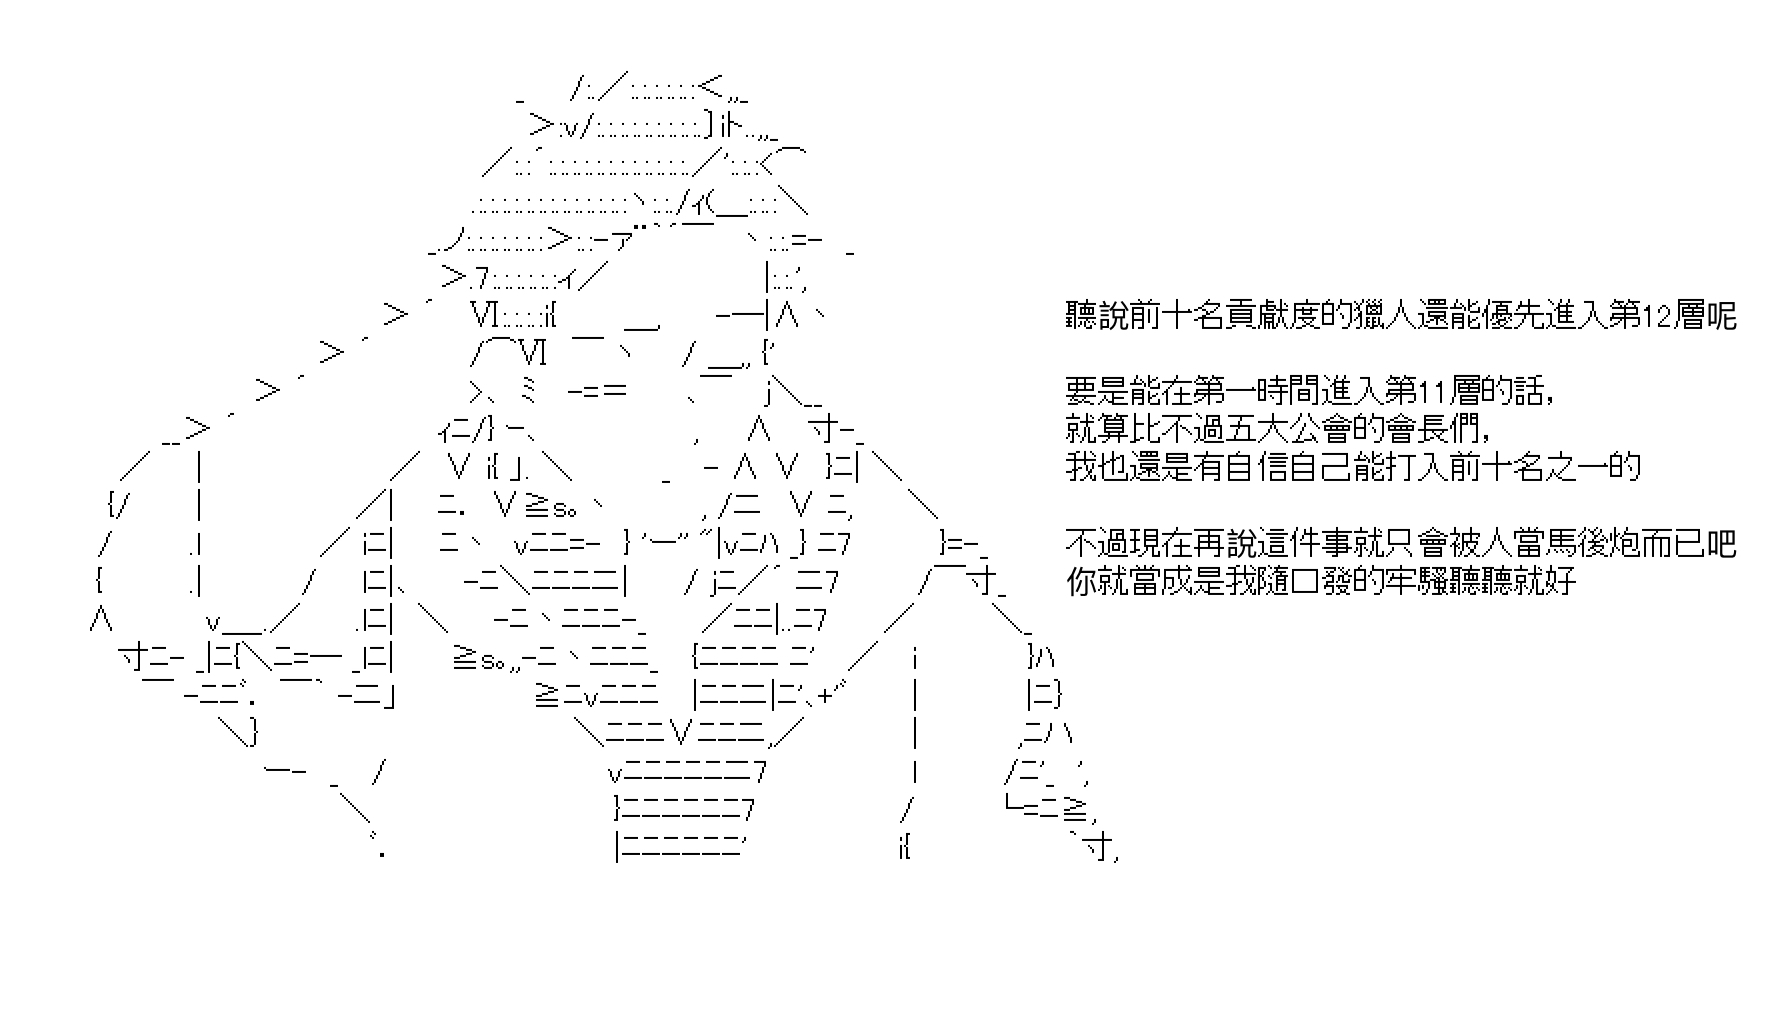 聽說前十名貢獻度的獵人還能優先進入第12層呢
要是能在第一時間進入第11層的話，
就算比不過五大公會的會長們，
我也還是有自信自己能打入前十名之一的
不過現在再說這件事就只會被人當馬後炮而已吧
你就當成是我隨口發的牢騷聽聽就好